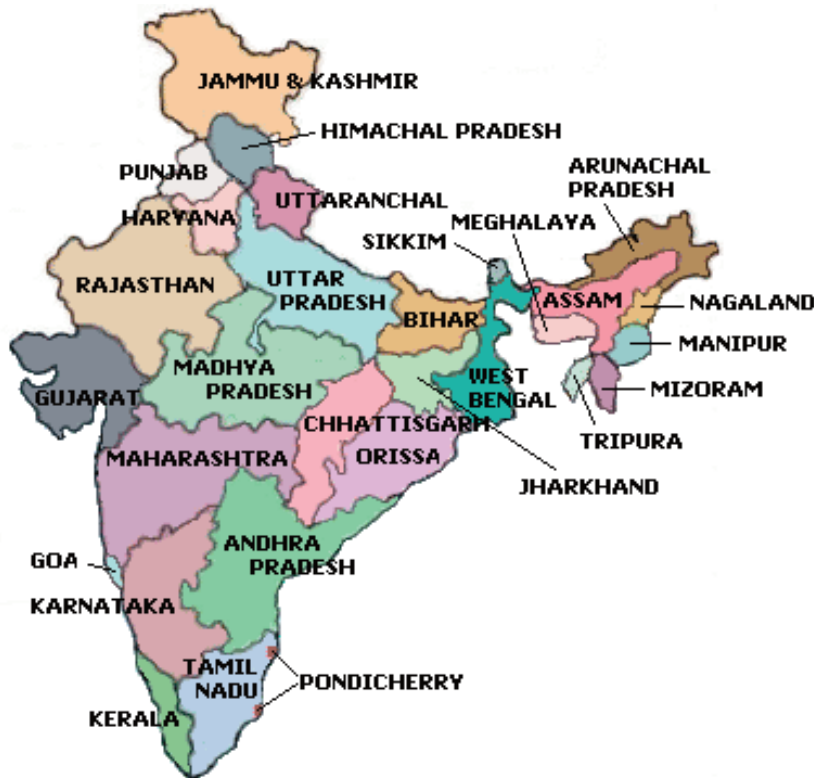 JAMMU & KASHMIR
HIMACHAL PRADESH
PUNJAB
ARUNACHAL
PRADESH
UTTARANCHAL
HARYANA
MEGHALAYA
SIKKIM
RAJASTHAN
UTTAR
PRADESH
ASSAM
NAGALAND
BIHAR
MANIPUR
MADHYA
PRADESH
GUJARAT
WEST
BENGAL
MIZORAM
CHHATTISGARH
TRIPURA
MAHARASHTRA
ORISSA
JHARKHAND
ANDHRA
PRADESH
GOA
KARNATAKA
TAMIL
NADU
PONDICHERRY
KERALA